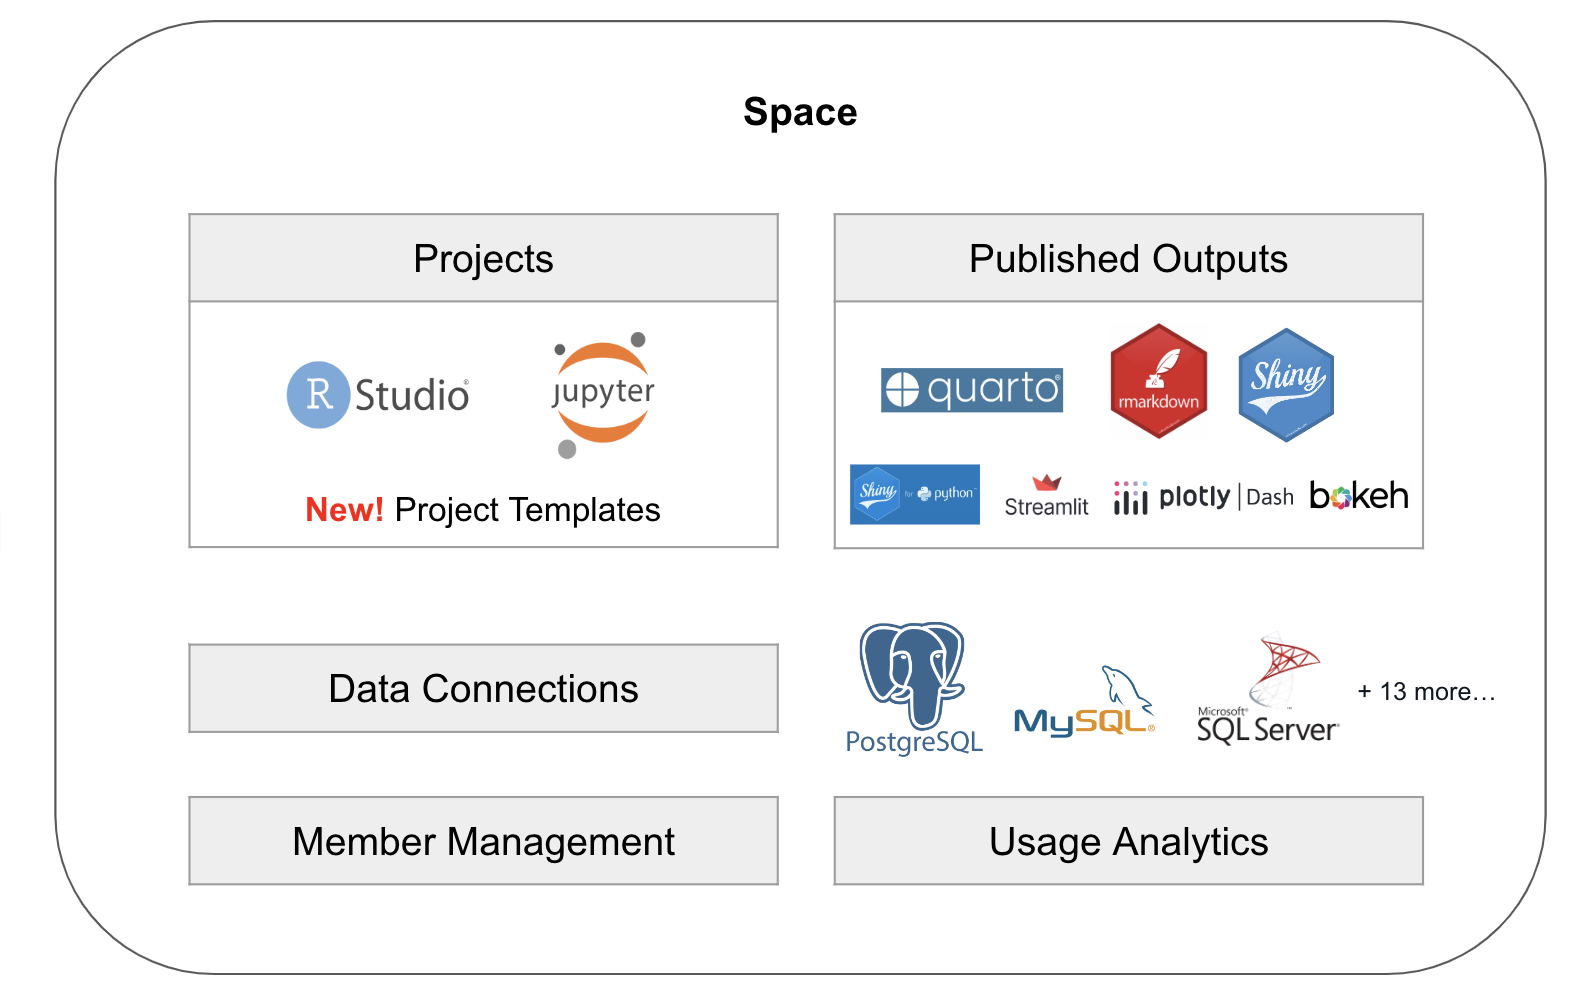 Space
Projects
Published Outputs
R Studio®
jupyter
quarto®
rmarkdown
Shiny
New! Project Templates
Shiny for python™
Streamlit
plotly | Dash
bokeh
Data Connections
PostgreSQL
MySQL®
Microsoft®
SQL Server®
+ 13 more…
Member Management
Usage Analytics